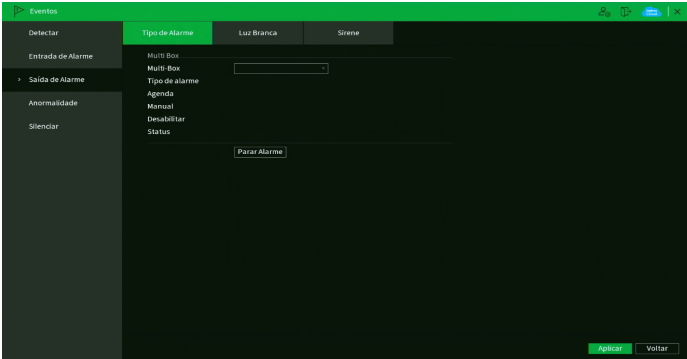 Eventos
Detectar
Entrada de Alarme
Saída de Alarme
Anormalidade
Silenciar
Tipo de Alarme
Luz Branca
Sirene
Multi Box
Multi-Box
Tipo de alarme
Agenda
Manual
Desabilitar
Status
Parar Alarme
Aplicar
Voltar